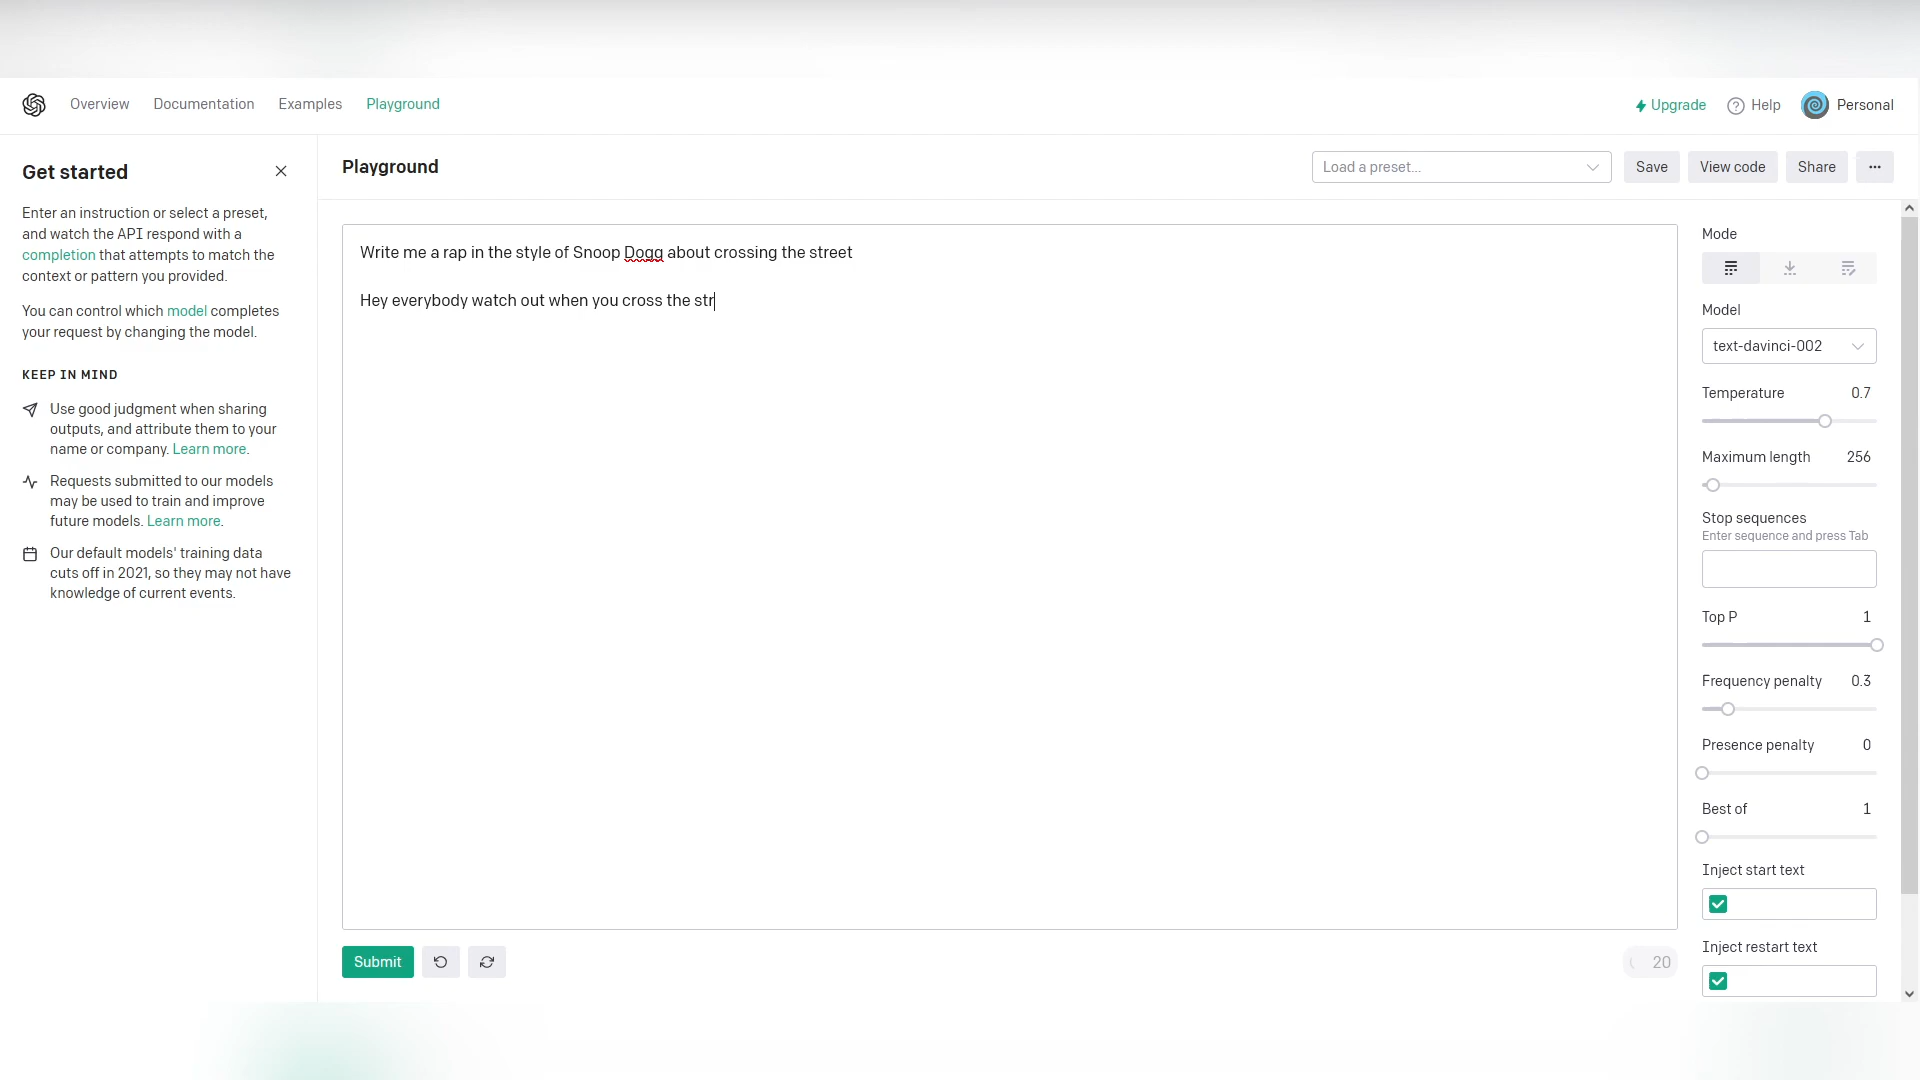 Overview Documentation Examples Playground
Upgrade Help Personal
Get started
Enter an instruction or select a preset,
and watch the API respond with a
completion that attempts to match the
context or pattern you provided.
You can control which model completes
your request by changing the model.
KEEP IN MIND
Use good judgment when sharing
outputs, and attribute them to your
name or company. Learn more.
Requests submitted to our models
may be used to train and improve
future models. Learn more.
Our default models' training data
cuts off in 2021, so they may not have
knowledge of current events.
Playground
Load a preset...
Save
View code
Share
Write me a rap in the style of Snoop Dogg about crossing the street
Hey everybody watch out when you cross the str
Submit
20
Mode
Model
text-davinci-002
Temperature 0.7
Maximum length 256
Stop sequences
Enter sequence and press Tab
Top P 1
Frequency penalty 0.3
Presence penalty 0
Best of 1
Inject start text
Inject restart text